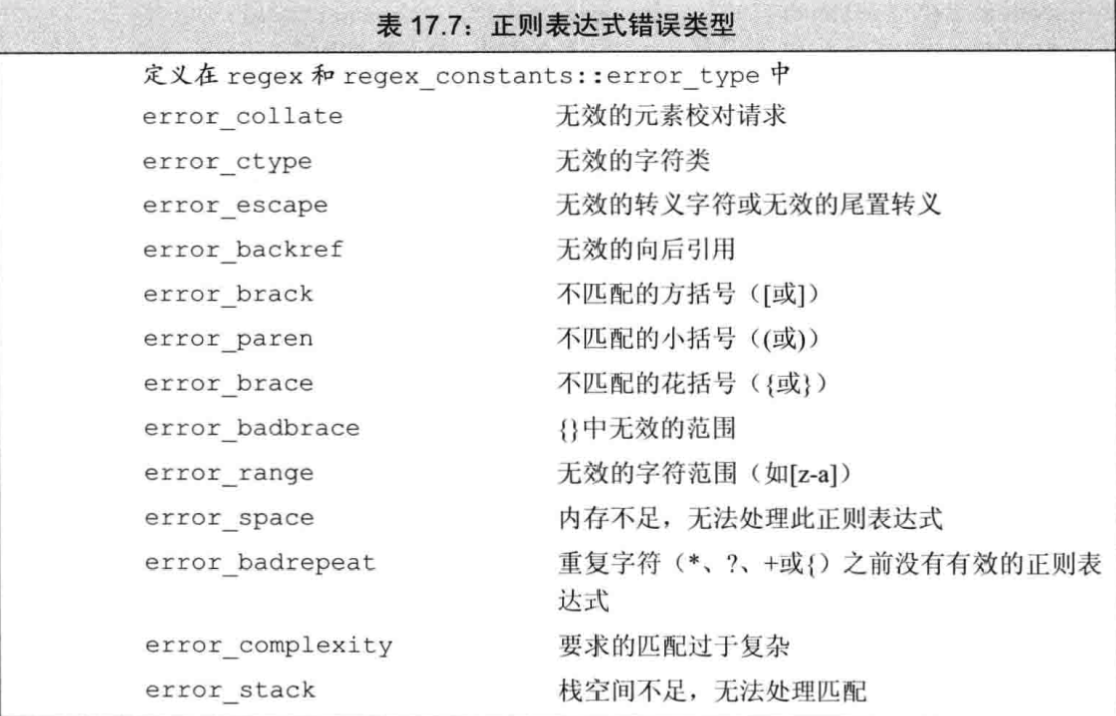 表 17.7：正则表达式错误类型
定义在 regex 和 regex_constants::error_type 中
error_collate 无效的元素校对请求
error_ctype 无效的字符类
error_escape 无效的转义字符或无效的尾置转义
error_backref 无效的向后引用
error_brack 不匹配的方括号（[或]）
error_paren 不匹配的小括号（(或)）
error_brace 不匹配的花括号（{或}）
error_badbrace {}中无效的范围
error_range 无效的字符范围（如[z-a]）
error_space 内存不足，无法处理此正则表达式
error_badrepeat 重复字符（*、?、+或{）之前没有有效的正则表
达式
error_complexity 要求的匹配过于复杂
error_stack 栈空间不足，无法处理匹配